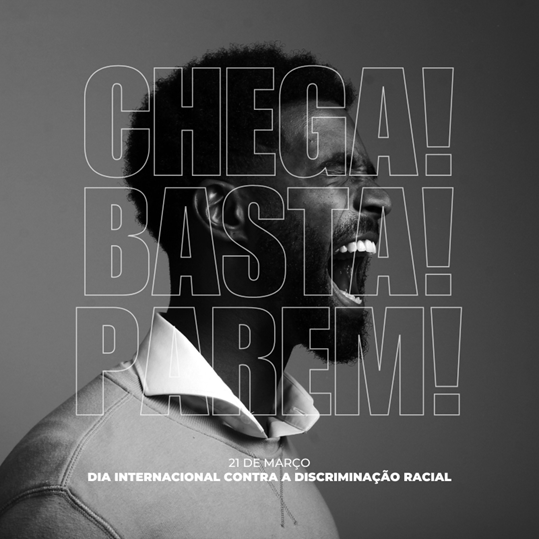 CHEGA!
BASTA!
PAREM!
21 DE MARÇO
DIA INTERNACIONAL CONTRA A DISCRIMINAÇÃO RACIAL